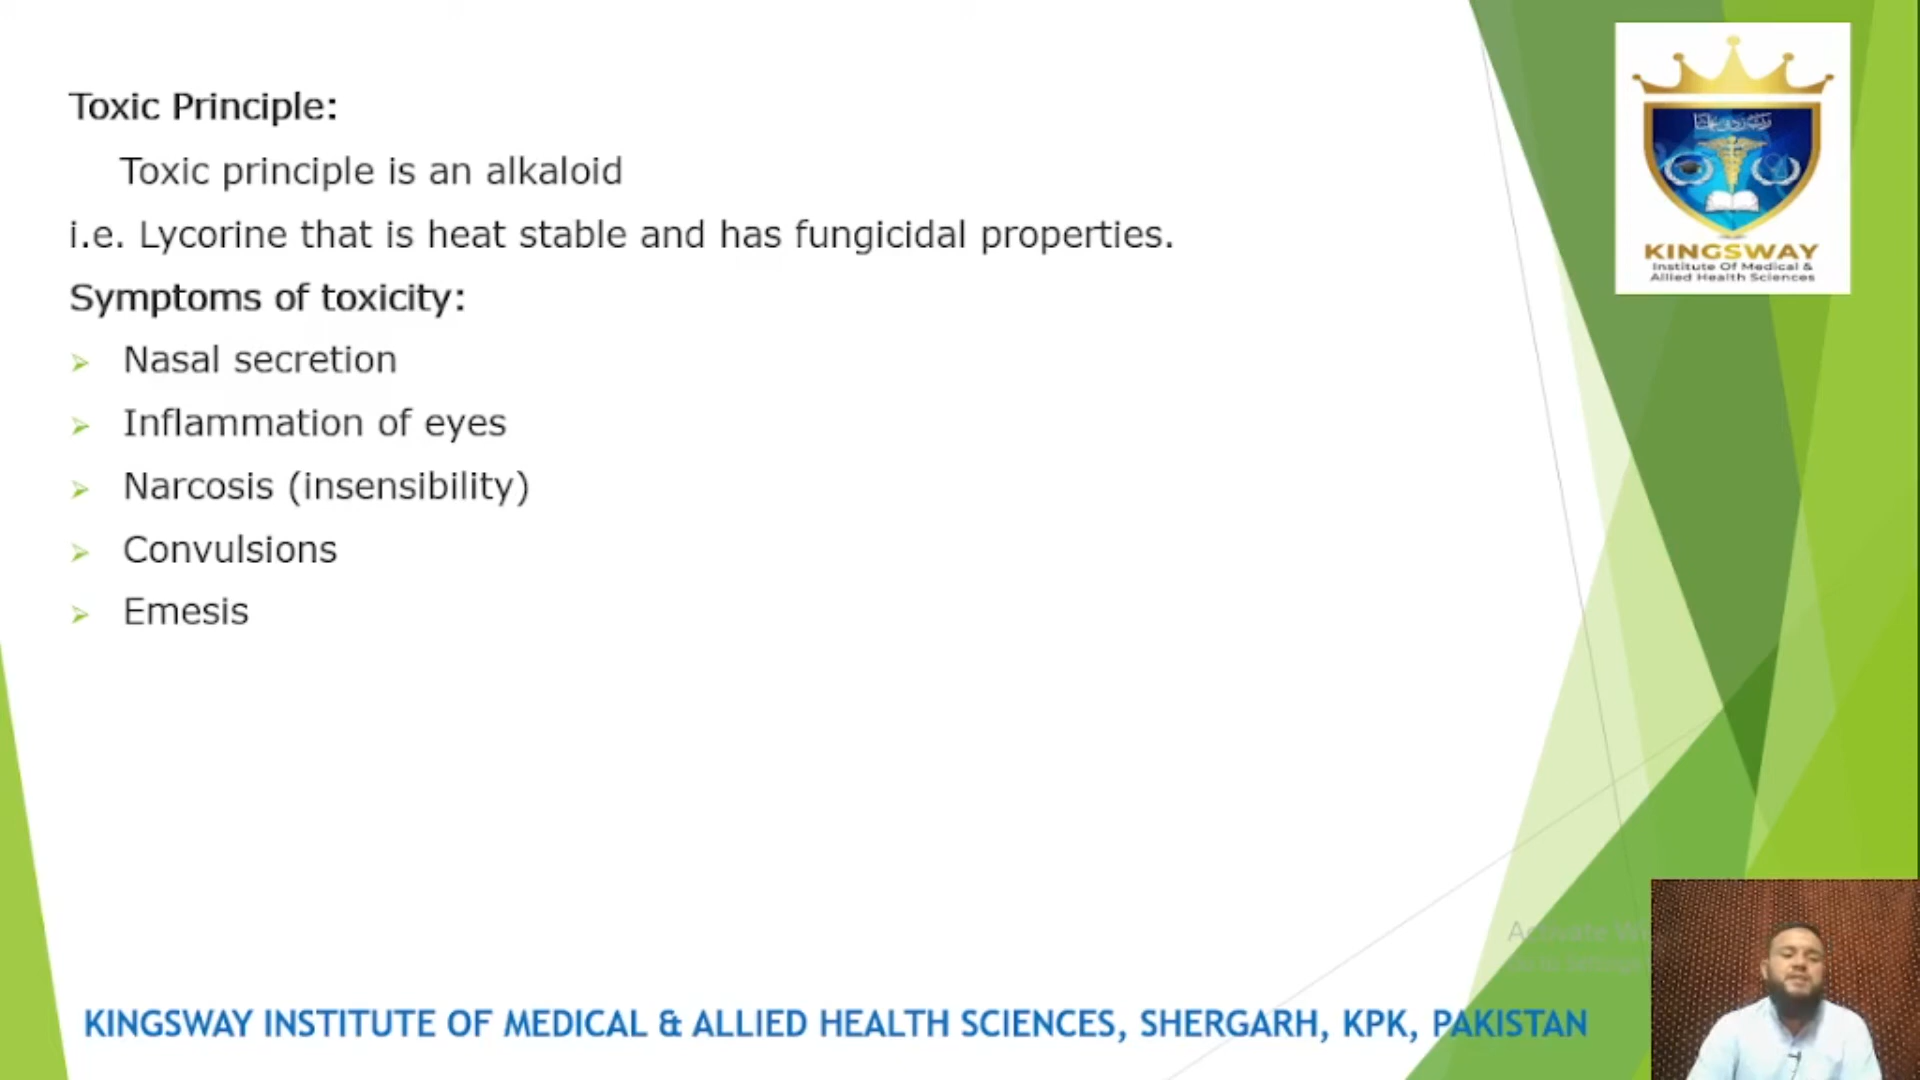 Toxic Principle:
Toxic principle is an alkaloid
i.e. Lycorine that is heat stable and has fungicidal properties.
Symptoms of toxicity:
Nasal secretion
Inflammation of eyes
Narcosis (insensibility)
Convulsions
Emesis
KINGSWAY
Institute Of Medical &
Allied Health Sciences
Activate
KINGSWAY INSTITUTE OF MEDICAL & ALLIED HEALTH SCIENCES, SHERGARH, KPK, PAKISTAN